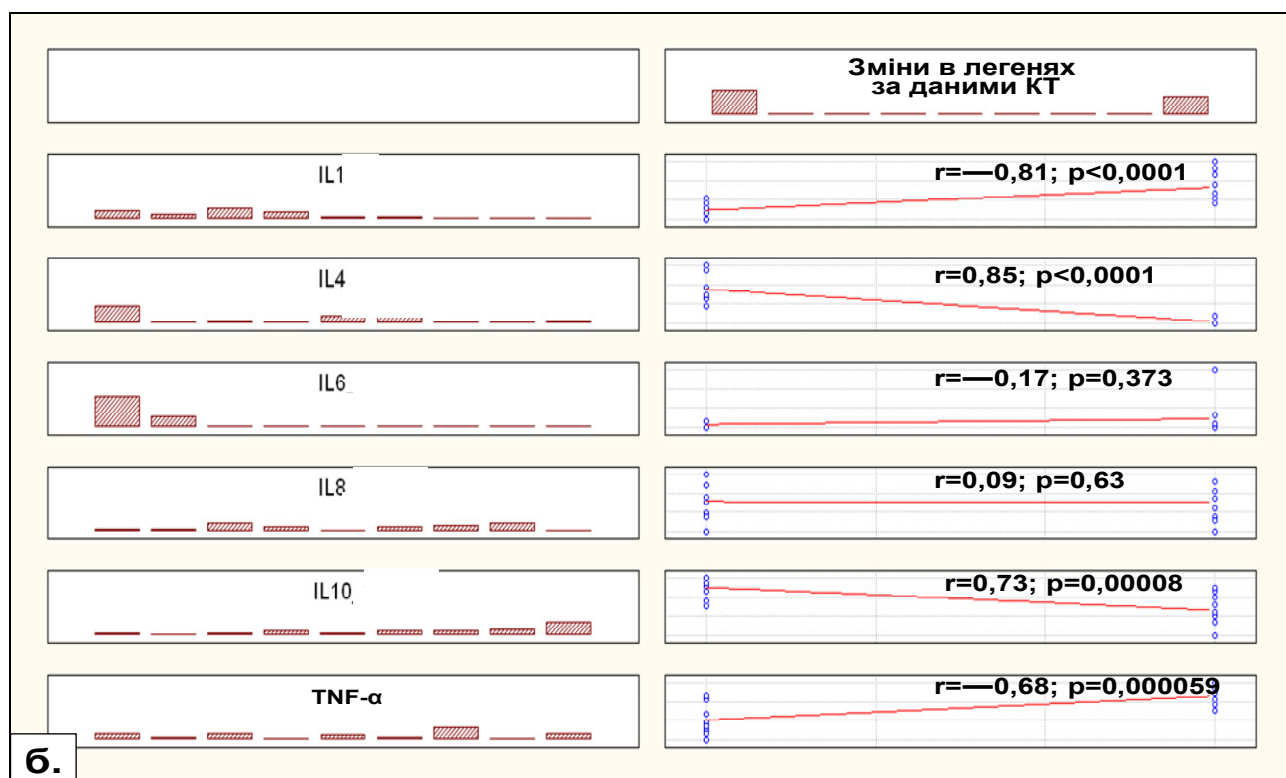 Зміни в легенях
за даними КТ
IL1
r=—0,81; p<0,0001
IL4
r=0,85; p<0,0001
IL6
r=—0,17; p=0,373
IL8
r=0,09; p=0,63
IL10
r=0,73; p=0,00008
TNF-α
r=—0,68; p=0,000059
б.